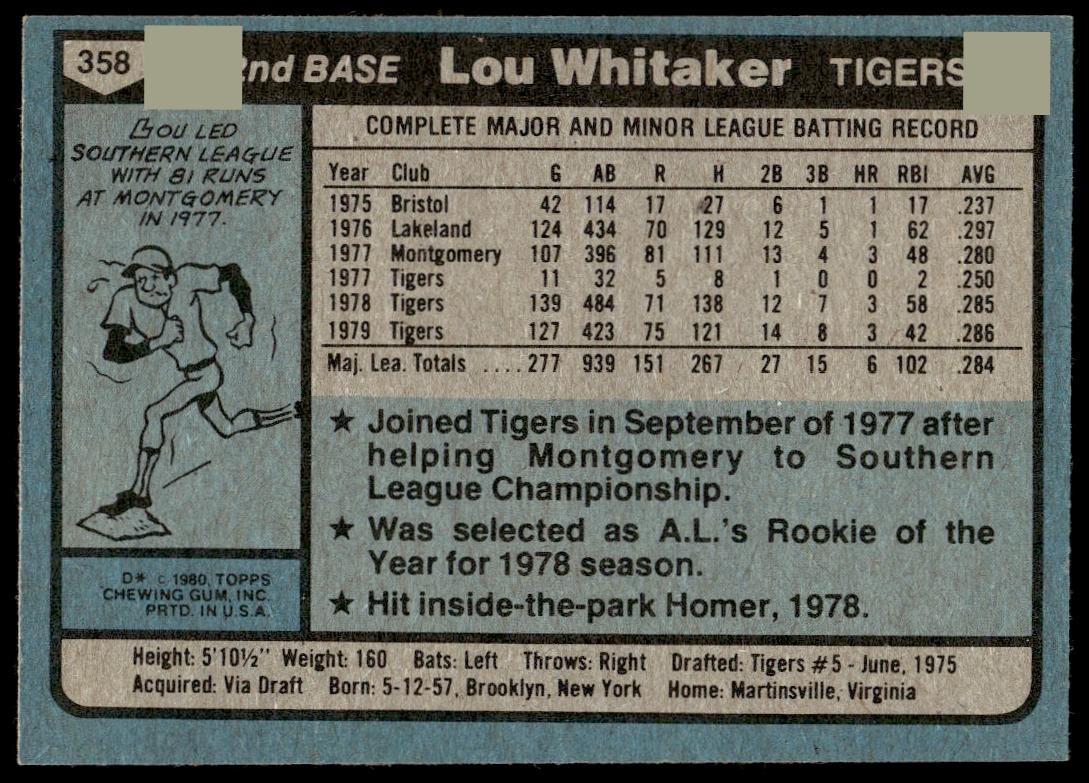 358 2nd BASE Lou Whitaker TIGERS
LOU LED
SOUTHERN LEAGUE
WITH 81 RUNS
AT MONTGOMERY
IN 1977.
COMPLETE MAJOR AND MINOR LEAGUE BATTING RECORD
Year Club G AB R H 2B 3B HR RBI AVG
1975 Bristol 42 114 17 27 6 1 1 17 .237
1976 Lakeland 124 434 70 129 12 5 1 62 .297
1977 Montgomery 107 396 81 111 13 4 3 48 .280
1977 Tigers 11 32 5 8 1 0 0 2 .250
1978 Tigers 139 484 71 138 12 7 3 58 .285
1979 Tigers 127 423 75 121 14 8 3 42 .286
Maj. Lea. Totals .... 277 939 151 267 27 15 6 102 .284
★ Joined Tigers in September of 1977 after
helping Montgomery to Southern
League Championship.
★ Was selected as A.L.'s Rookie of the
Year for 1978 season.
★ Hit inside-the-park Homer, 1978.
D* © 1980, TOPPS
CHEWING GUM, INC.
PRTD. IN U.S.A.
Height: 5'10½" Weight: 160 Bats: Left Throws: Right Drafted: Tigers #5 - June, 1975
Acquired: Via Draft Born: 5-12-57, Brooklyn, New York Home: Martinsville, Virginia